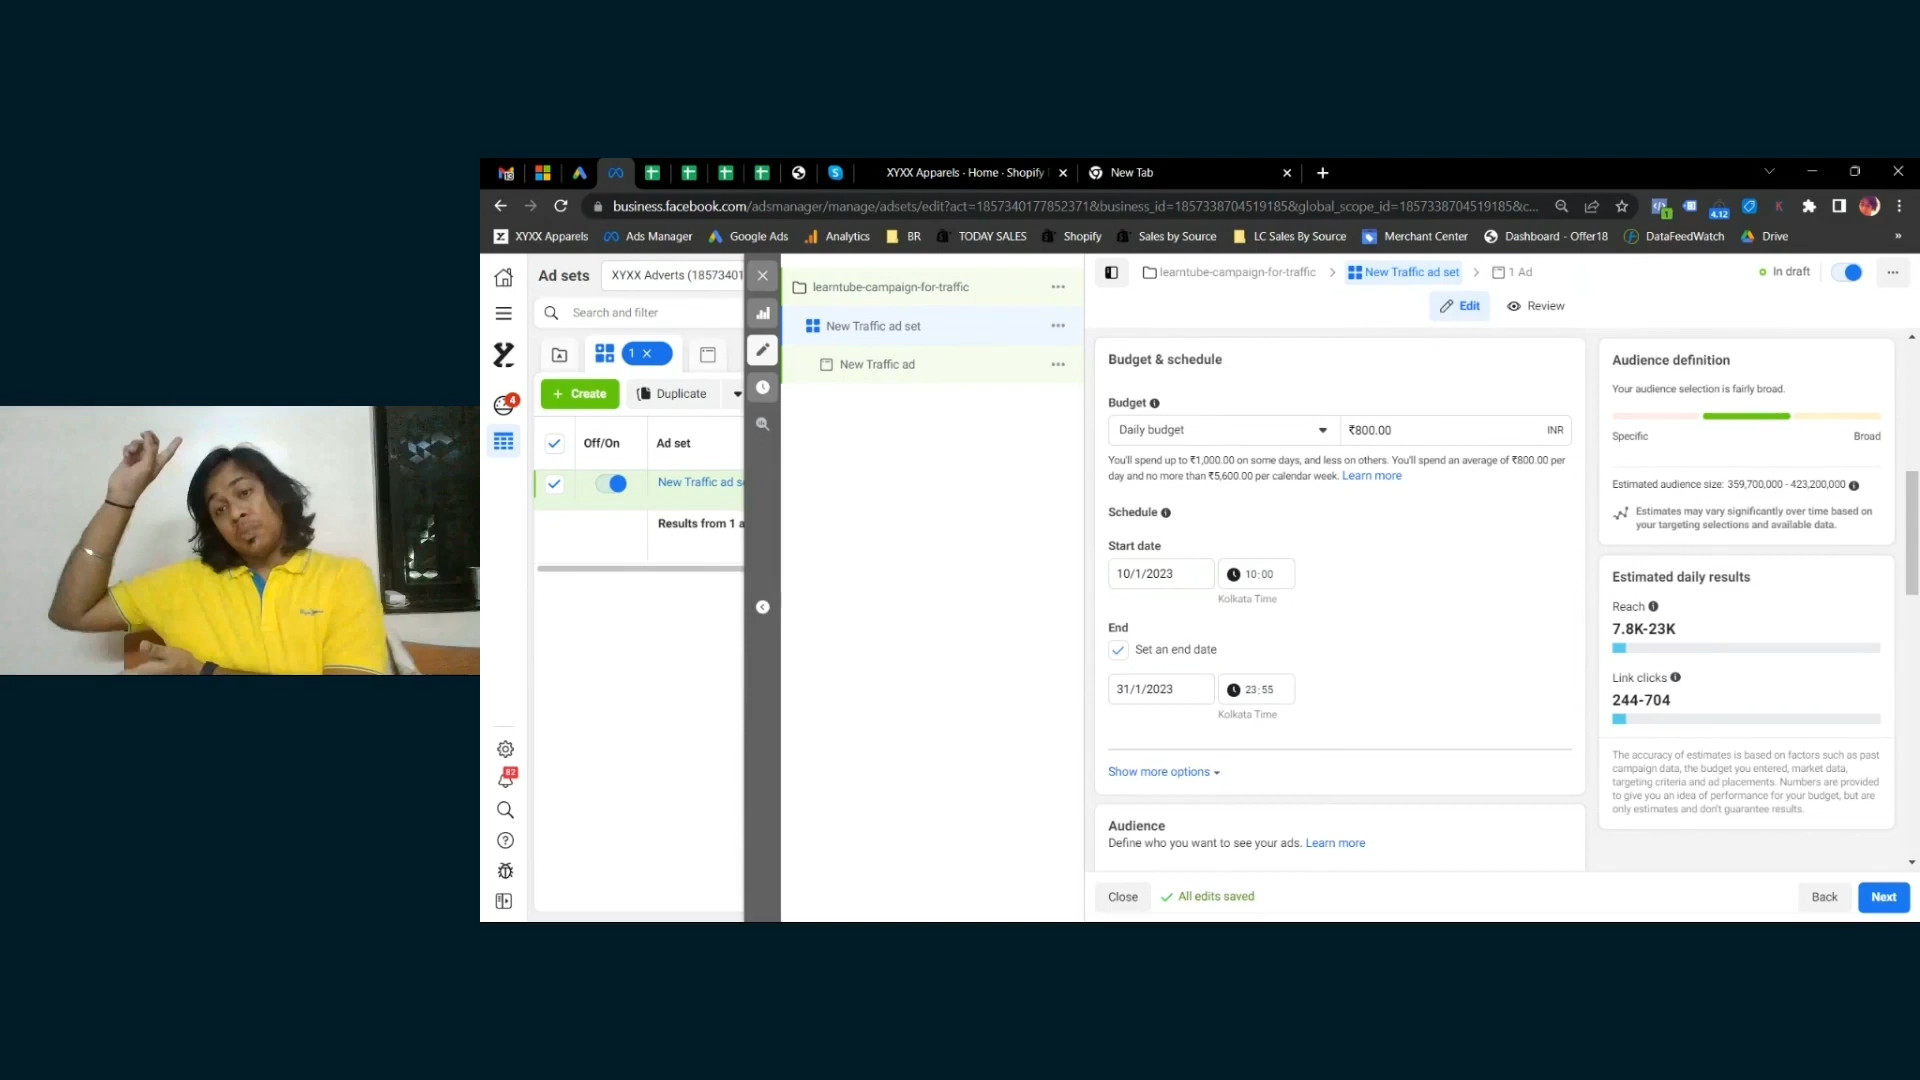 XYXX Apparels · Home · Shopify
New Tab
business.facebook.com/adsmanager/manage/adsets/edit?act=1857340177852371&business_id=1857338704519185&global_scope_id=1857338704519185&c...
1
4.12
K
XYXX Apparels
Ads Manager
Google Ads
Analytics
BR
TODAY SALES
Shopify
Sales by Source
LC Sales By Source
Merchant Center
Dashboard - Offer18
DataFeedWatch
Drive
»
Ad sets
XYXX Adverts (18573401
Search and filter
1
4
+ Create
Duplicate
Off/On
Ad set
New Traffic ad s
Results from 1 a
82
learntube-campaign-for-traffic
New Traffic ad set
New Traffic ad
learntube-campaign-for-traffic
New Traffic ad set
1 Ad
In draft
Edit
Review
Budget & schedule
Budget
Daily budget
₹800.00
INR
You'll spend up to ₹1,000.00 on some days, and less on others. You'll spend an average of ₹800.00 per
day and no more than ₹5,600.00 per calendar week. Learn more
Schedule
Start date
10/1/2023
10:00
Kolkata Time
End
Set an end date
31/1/2023
23:55
Kolkata Time
Show more options
Audience
Define who you want to see your ads. Learn more
Close
All edits saved
Back
Next
Audience definition
Your audience selection is fairly broad.
Specific
Broad
Estimated audience size: 359,700,000 - 423,200,000
Estimates may vary significantly over time based on
your targeting selections and available data.
Estimated daily results
Reach
7.8K-23K
Link clicks
244-704
The accuracy of estimates is based on factors such as past
campaign data, the budget you entered, market data,
targeting criteria and ad placements. Numbers are provided
to give you an idea of performance for your budget, but are
only estimates and don't guarantee results.